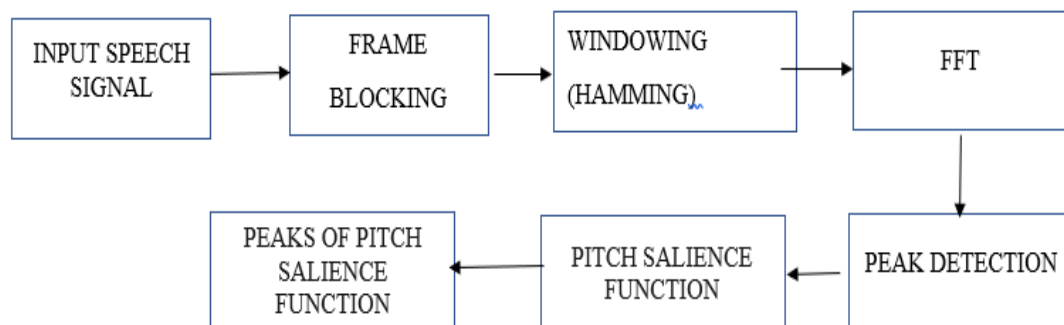 INPUT SPEECH
SIGNAL
FRAME
BLOCKING
WINDOWING
(HAMMING)
FFT
PEAK DETECTION
PITCH SALIENCE
FUNCTION
PEAKS OF PITCH
SALIENCE
FUNCTION